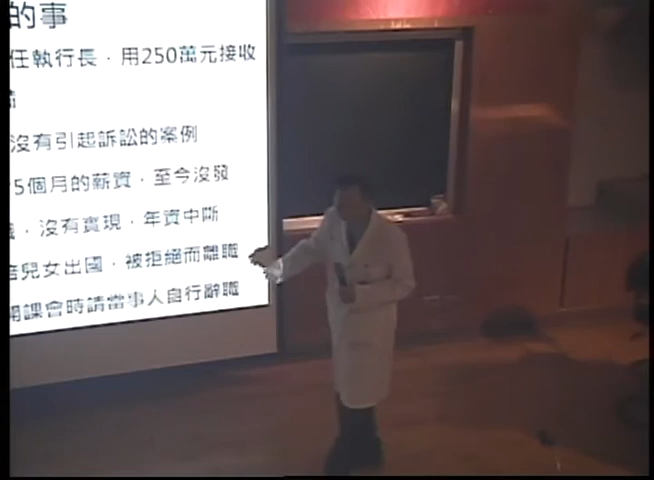 的事
任執行長，用250萬元接收
沒有引起訴訟的案例
5個月的薪資，至今沒發
，沒有實現，年資中斷
兒女出國，被拒絕而離職
開課會時請當事人自行辭職